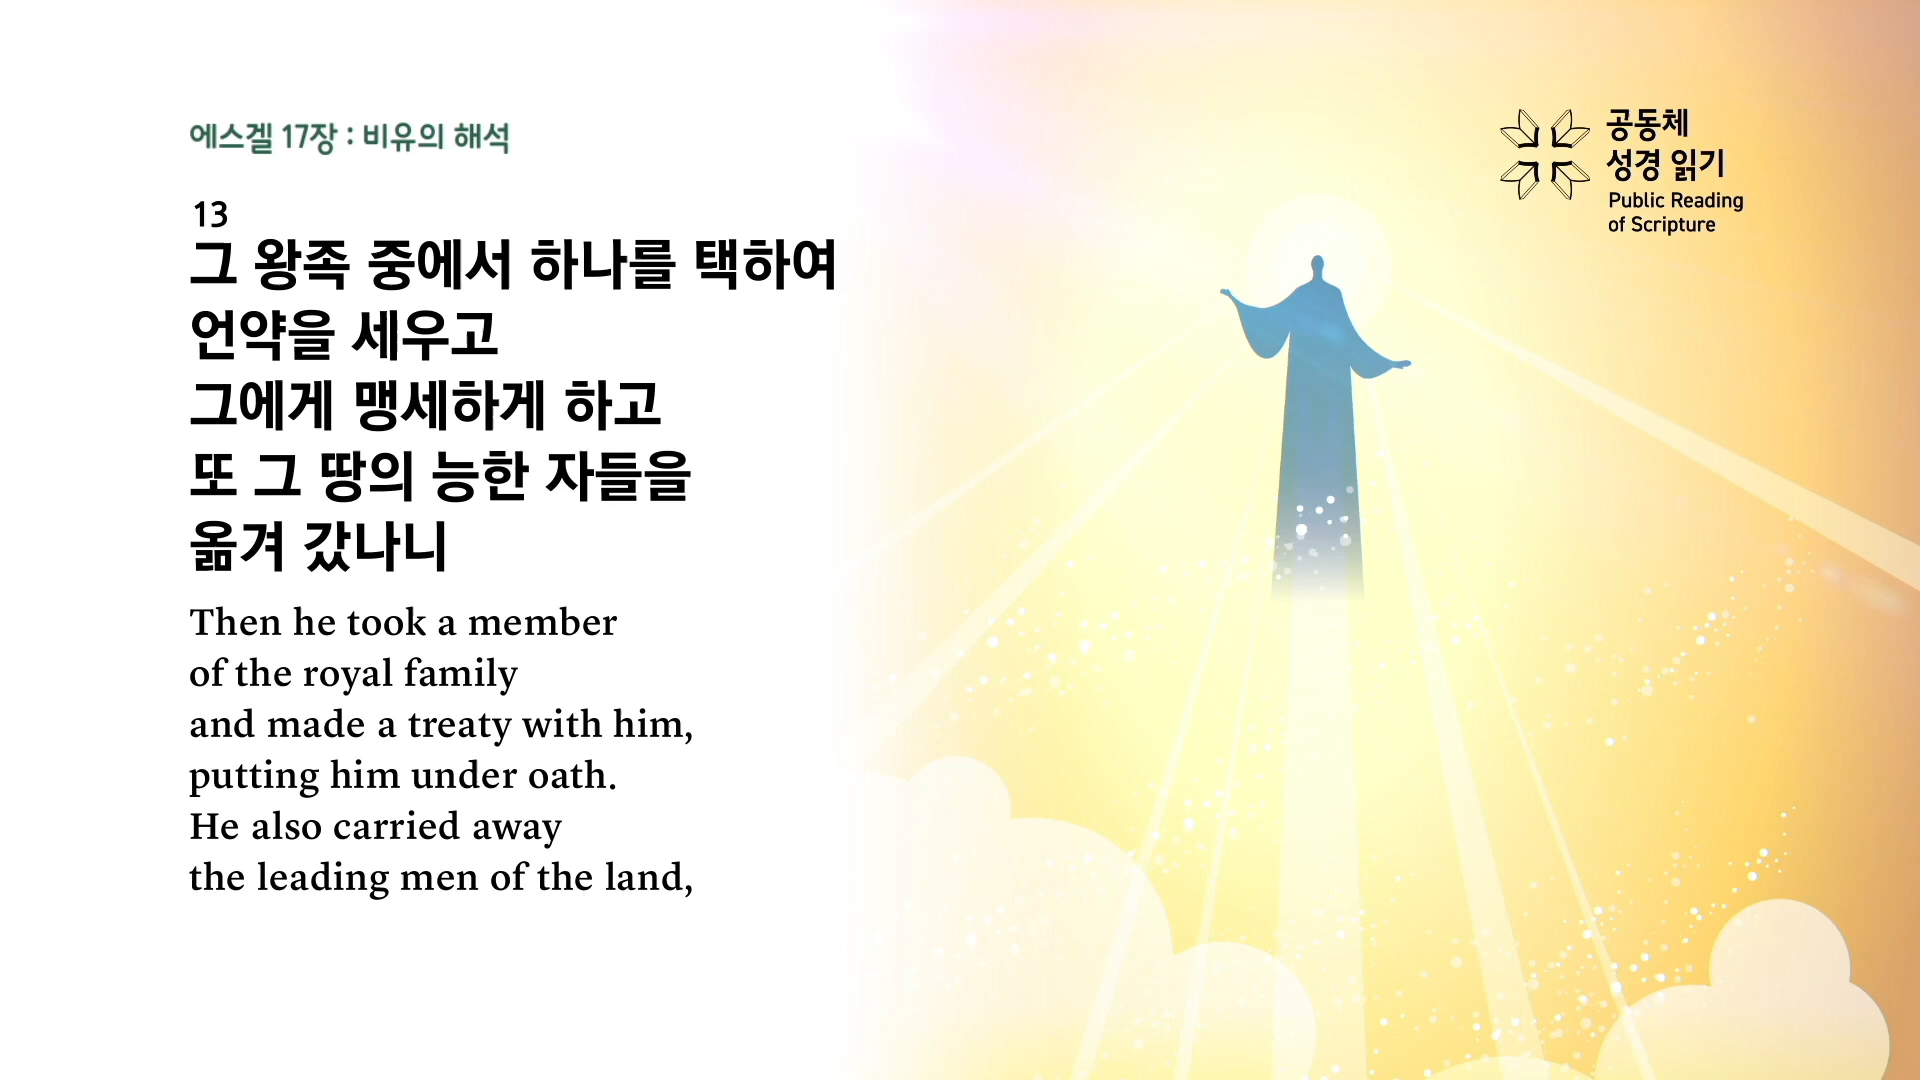 에스겔 17장 : 비유의 해석
13
그 왕족 중에서 하나를 택하여
언약을 세우고
그에게 맹세하게 하고
또 그 땅의 능한 자들을
옮겨 갔나니
Then he took a member
of the royal family
and made a treaty with him,
putting him under oath.
He also carried away
the leading men of the land,
공동체
성경 읽기
Public Reading
of Scripture